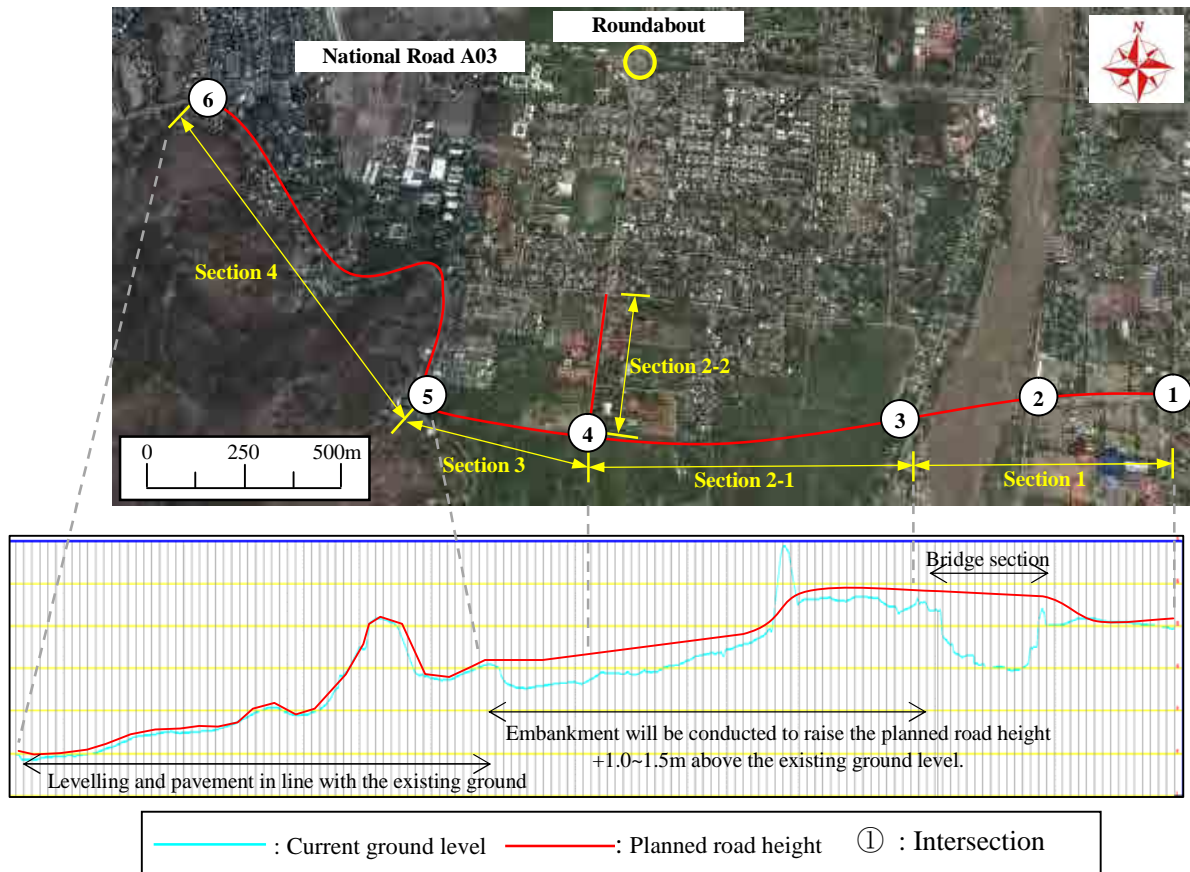 Roundabout
National Road A03
N
6
Section 4
Section 2-2
5
4
3
2
1
0 250 500m
Section 3
Section 2-1
Section 1
Bridge section
Embankment will be conducted to raise the planned road height
+1.0~1.5m above the existing ground level.
Levelling and pavement in line with the existing ground
: Current ground level
: Planned road height
① : Intersection